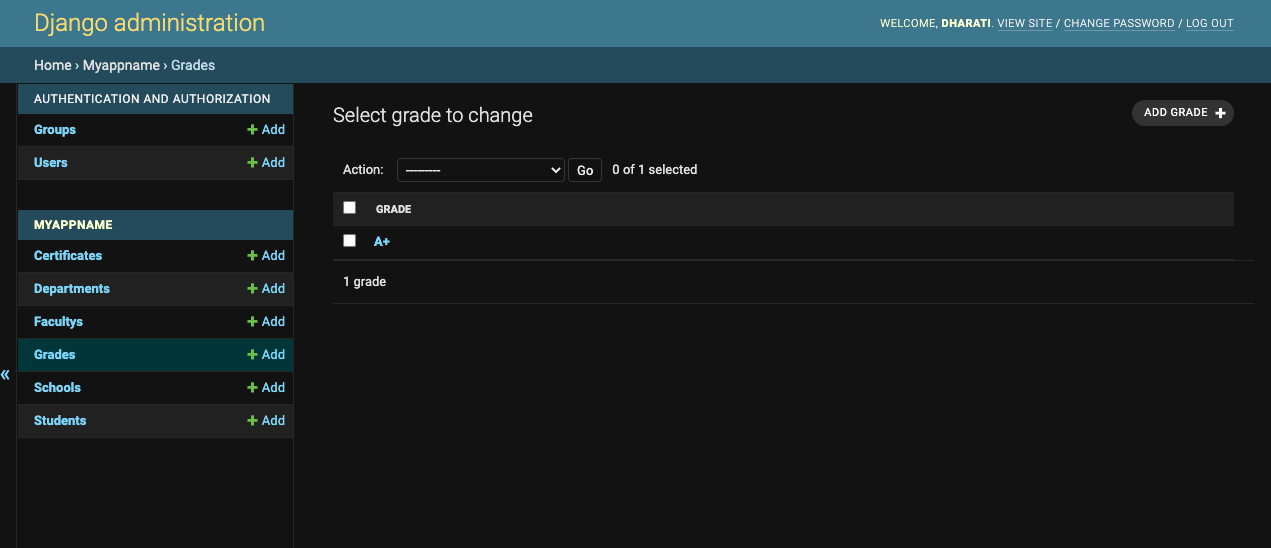 Django administration
WELCOME, DHARATI. VIEW SITE / CHANGE PASSWORD / LOG OUT
Home › Myappname › Grades
AUTHENTICATION AND AUTHORIZATION
Groups + Add
Users + Add
MYAPPNAME
Certificates + Add
Departments + Add
Facultys + Add
Grades + Add
Schools + Add
Students + Add
«
Select grade to change
ADD GRADE +
Action: --------- Go 0 of 1 selected
GRADE
A+
1 grade